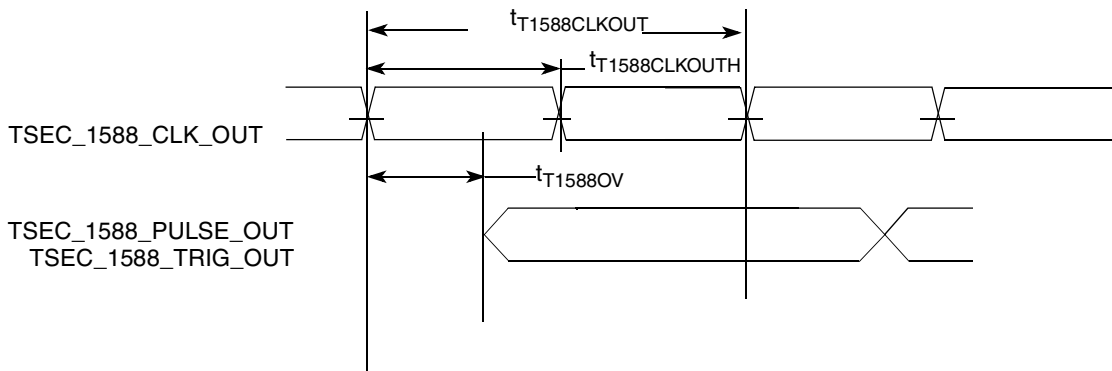 tT1588CLKOUT
tT1588CLKOUTH
TSEC_1588_CLK_OUT
tT1588OV
TSEC_1588_PULSE_OUT
TSEC_1588_TRIG_OUT